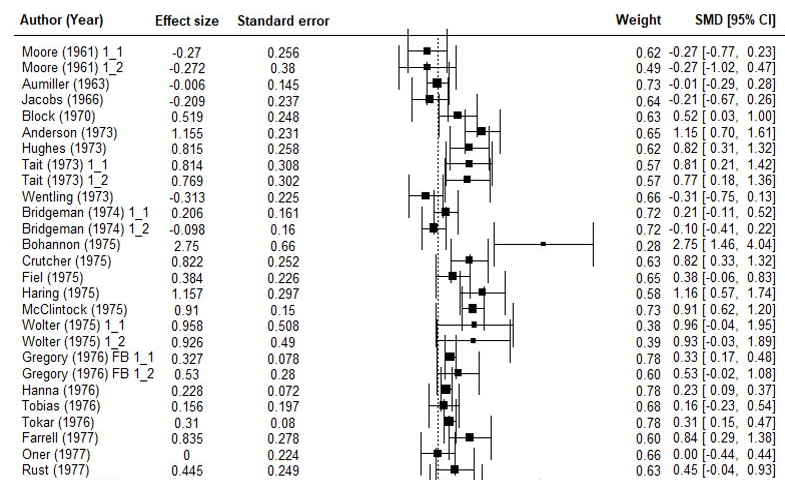 Author (Year) Effect size Standard error Weight SMD [95% CI]
Moore (1961) 1_1 -0.27 0.256 0.62 -0.27 [-0.77, 0.23]
Moore (1961) 1_2 -0.272 0.38 0.49 -0.27 [-1.02, 0.47]
Aumiller (1963) -0.006 0.145 0.73 -0.01 [-0.29, 0.28]
Jacobs (1966) -0.209 0.237 0.64 -0.21 [-0.67, 0.26]
Block (1970) 0.519 0.248 0.63 0.52 [ 0.03, 1.00]
Anderson (1973) 1.155 0.231 0.65 1.15 [ 0.70, 1.61]
Hughes (1973) 0.815 0.258 0.62 0.82 [ 0.31, 1.32]
Tait (1973) 1_1 0.814 0.308 0.57 0.81 [ 0.21, 1.42]
Tait (1973) 1_2 0.769 0.302 0.57 0.77 [ 0.18, 1.36]
Wentling (1973) -0.313 0.225 0.66 -0.31 [-0.75, 0.13]
Bridgeman (1974) 1_1 0.206 0.161 0.72 0.21 [-0.11, 0.52]
Bridgeman (1974) 1_2 -0.098 0.16 0.72 -0.10 [-0.41, 0.22]
Bohannon (1975) 2.75 0.66 0.28 2.75 [ 1.46, 4.04]
Crutcher (1975) 0.822 0.252 0.63 0.82 [ 0.33, 1.32]
Fiel (1975) 0.384 0.226 0.65 0.38 [-0.06, 0.83]
Haring (1975) 1.157 0.297 0.58 1.16 [ 0.57, 1.74]
McClintock (1975) 0.91 0.15 0.73 0.91 [ 0.62, 1.20]
Wolter (1975) 1_1 0.958 0.508 0.38 0.96 [-0.04, 1.95]
Wolter (1975) 1_2 0.926 0.49 0.39 0.93 [-0.03, 1.89]
Gregory (1976) FB 1_1 0.327 0.078 0.78 0.33 [ 0.17, 0.48]
Gregory (1976) FB 1_2 0.53 0.28 0.60 0.53 [-0.02, 1.08]
Hanna (1976) 0.228 0.072 0.78 0.23 [ 0.09, 0.37]
Tobias (1976) 0.156 0.197 0.68 0.16 [-0.23, 0.54]
Tokar (1976) 0.31 0.08 0.78 0.31 [ 0.15, 0.47]
Farrell (1977) 0.835 0.278 0.60 0.84 [ 0.29, 1.38]
Oner (1977) 0 0.224 0.66 0.00 [-0.44, 0.44]
Rust (1977) 0.445 0.249 0.63 0.45 [-0.04, 0.93]